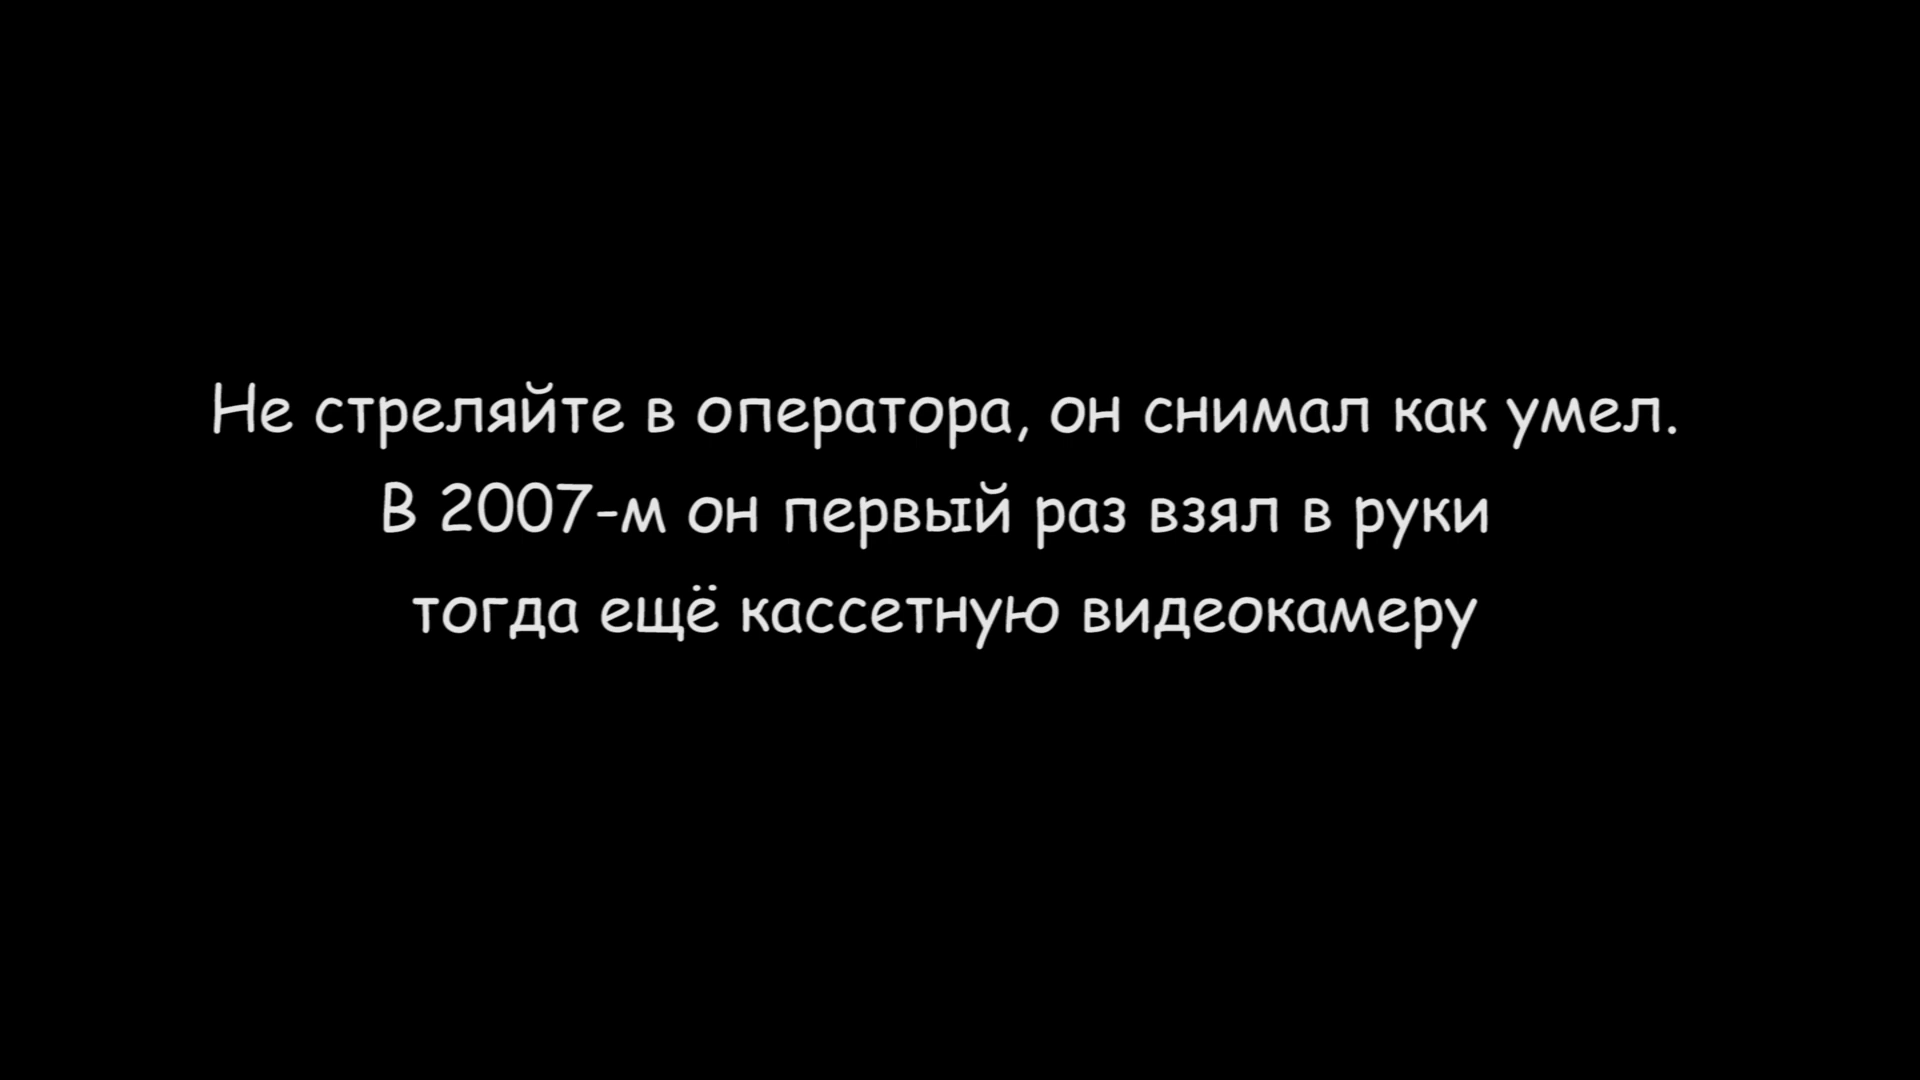 Не стреляйте в оператора, он снимал как умел.
В 2007-м он первый раз взял в руки
тогда ещё кассетную видеокамеру